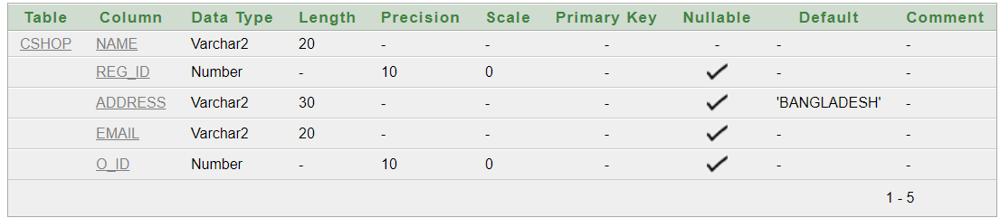 Table Column Data Type Length Precision Scale Primary Key Nullable Default Comment
CSHOP NAME Varchar2 20 - - - - - -
REG_ID Number - 10 0 - ✓ - -
ADDRESS Varchar2 30 - - - ✓ 'BANGLADESH' -
EMAIL Varchar2 20 - - - ✓ - -
O_ID Number - 10 0 - ✓ - -
1 - 5